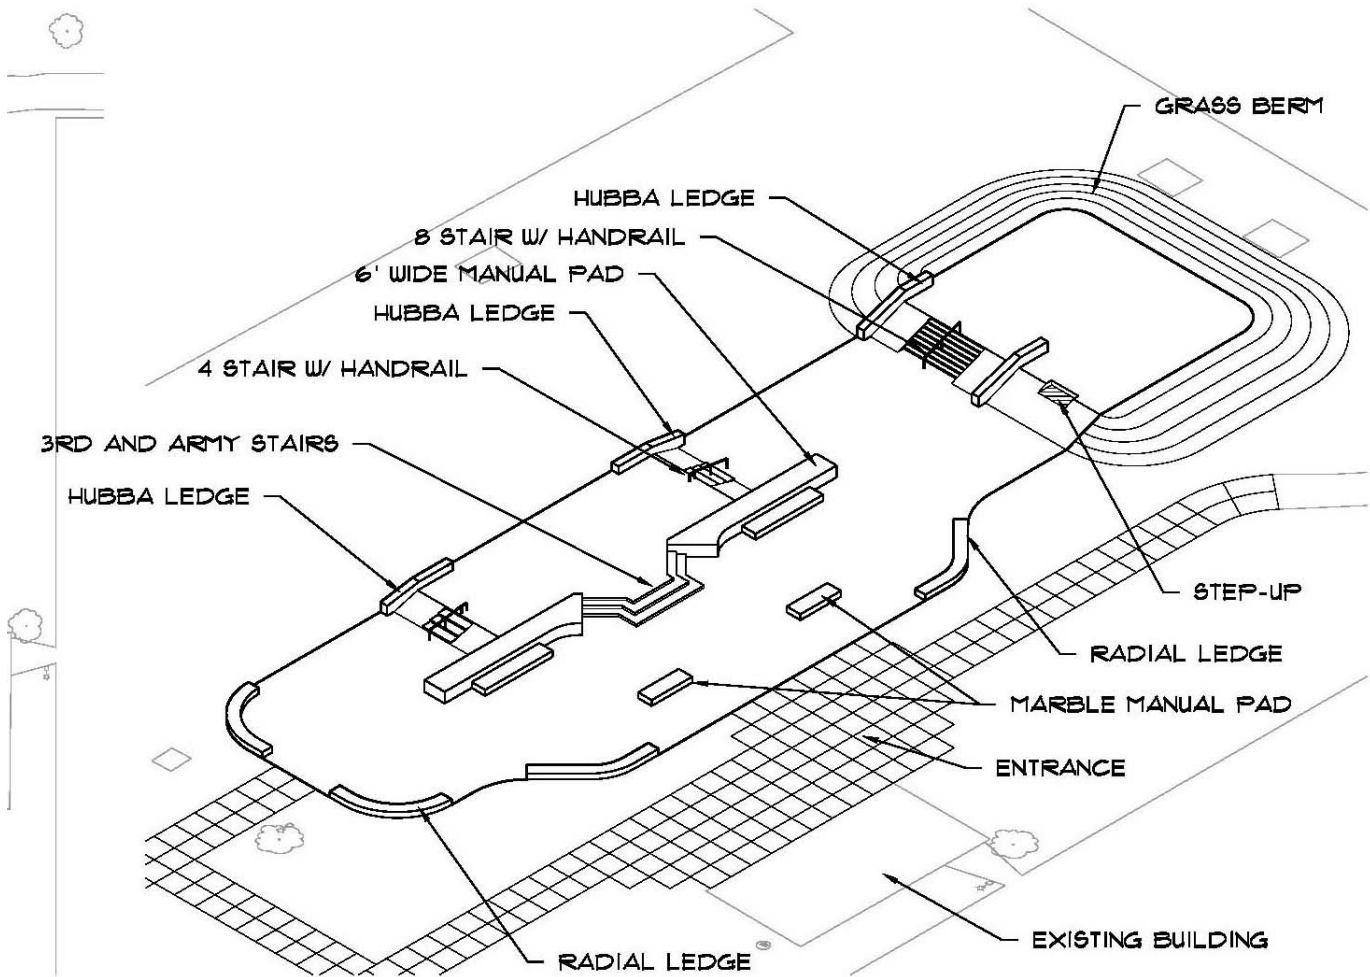 GRASS BERM
HUBBA LEDGE
8 STAIR W/ HANDRAIL
6' WIDE MANUAL PAD
HUBBA LEDGE
4 STAIR W/ HANDRAIL
3RD AND ARMY STAIRS
HUBBA LEDGE
STEP-UP
RADIAL LEDGE
MARBLE MANUAL PAD
ENTRANCE
EXISTING BUILDING
RADIAL LEDGE